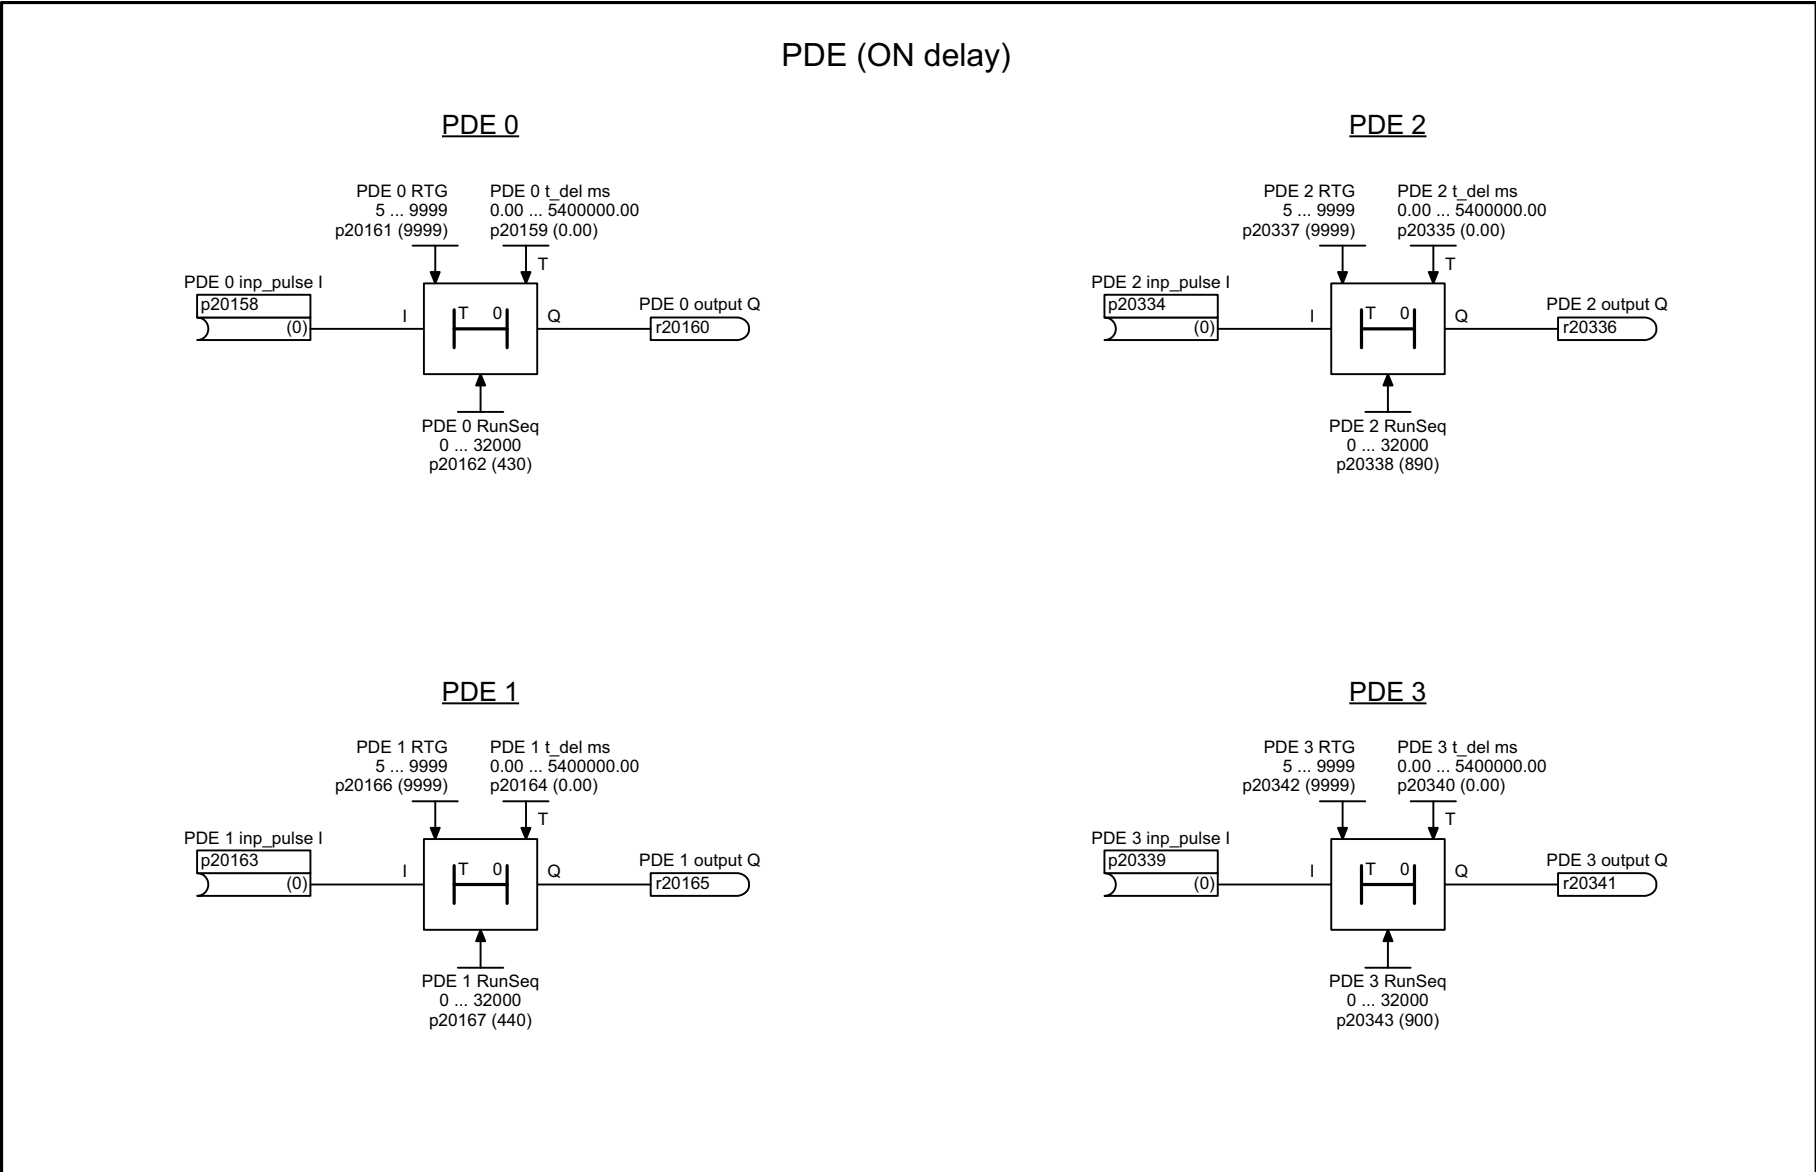 PDE (ON delay)
PDE 0
PDE 0 RTG
5 ... 9999
p20161 (9999)
PDE 0 t_del ms
0.00 ... 5400000.00
p20159 (0.00)
T
PDE 0 inp_pulse I
p20158
(0)
I
T 0
Q
PDE 0 output Q
r20160
PDE 0 RunSeq
0 ... 32000
p20162 (430)
PDE 2
PDE 2 RTG
5 ... 9999
p20337 (9999)
PDE 2 t_del ms
0.00 ... 5400000.00
p20335 (0.00)
T
PDE 2 inp_pulse I
p20334
(0)
I
T 0
Q
PDE 2 output Q
r20336
PDE 2 RunSeq
0 ... 32000
p20338 (890)
PDE 1
PDE 1 RTG
5 ... 9999
p20166 (9999)
PDE 1 t_del ms
0.00 ... 5400000.00
p20164 (0.00)
T
PDE 1 inp_pulse I
p20163
(0)
I
T 0
Q
PDE 1 output Q
r20165
PDE 1 RunSeq
0 ... 32000
p20167 (440)
PDE 3
PDE 3 RTG
5 ... 9999
p20342 (9999)
PDE 3 t_del ms
0.00 ... 5400000.00
p20340 (0.00)
T
PDE 3 inp_pulse I
p20339
(0)
I
T 0
Q
PDE 3 output Q
r20341
PDE 3 RunSeq
0 ... 32000
p20343 (900)